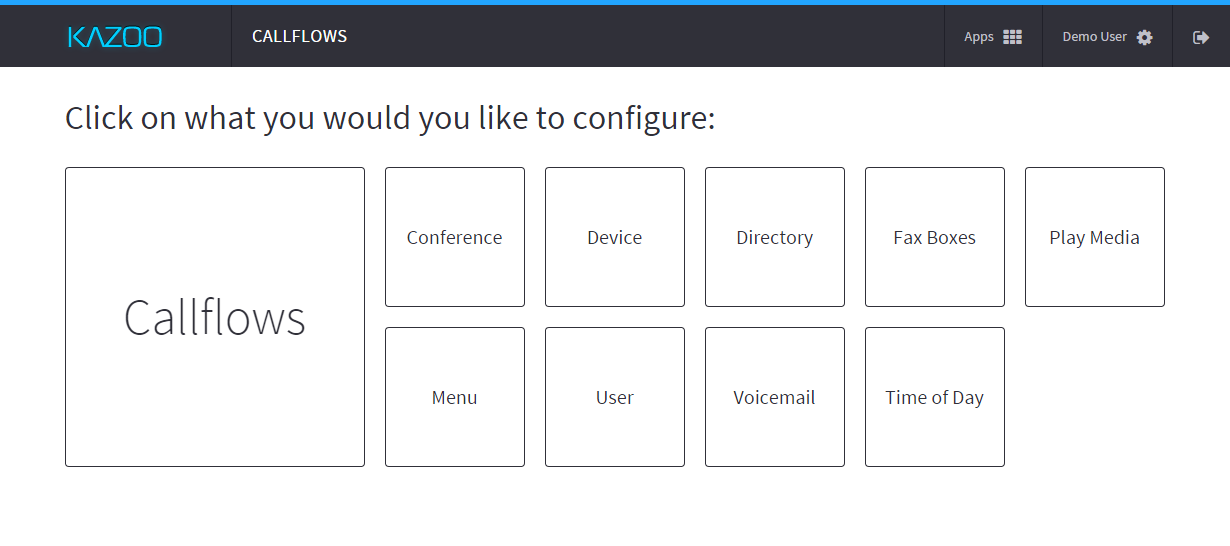 KAZOO
CALLFLOWS
Apps
Demo User
Click on what you would you like to configure:
Callflows
Conference
Device
Directory
Fax Boxes
Play Media
Menu
User
Voicemail
Time of Day